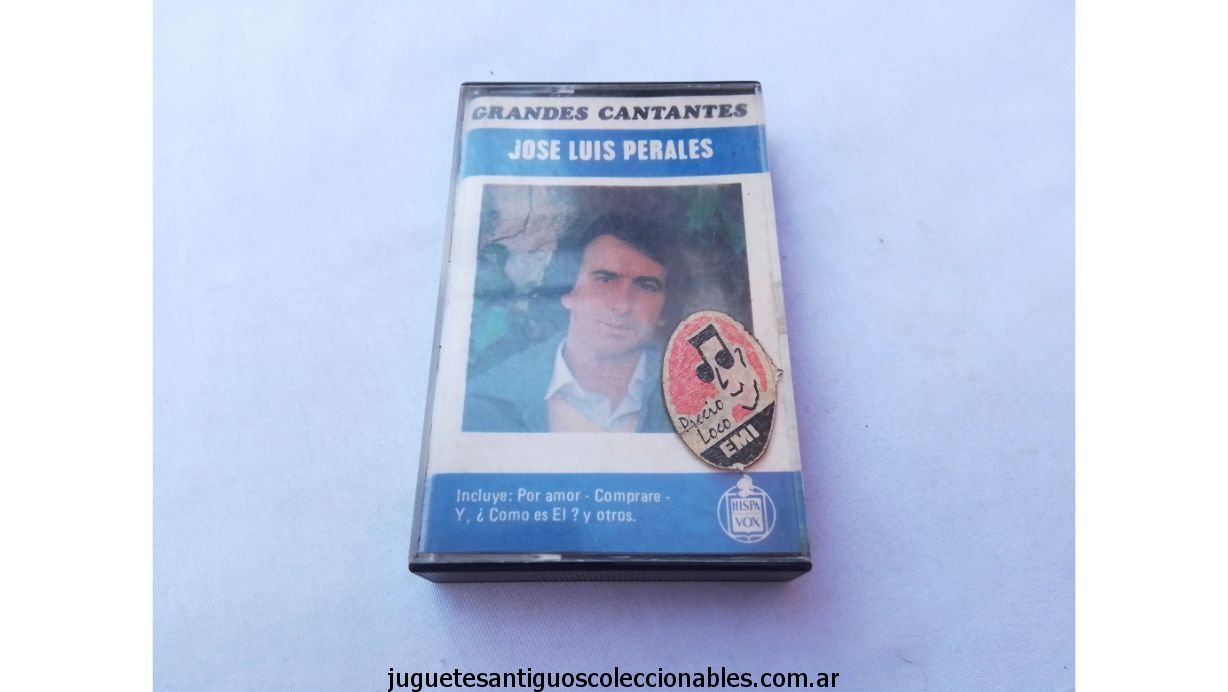 GRANDES CANTANTES
JOSE LUIS PERALES
Precio
Loco
EMI
Incluye: Por amor - Comprare -
Y, ¿ Como es El ? y otros.
HISPA
VOX
juguetesantiguoscoleccionables.com.ar